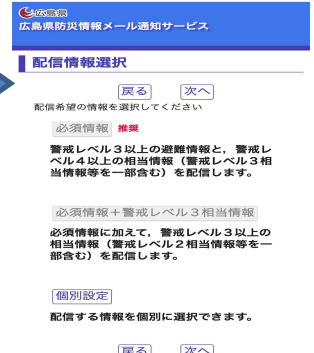 広島県
広島県防災情報メール通知サービス
配信情報選択
戻る 次へ
配信希望の情報を選択してください
必須情報 推奨
警戒レベル3以上の避難情報と，警戒レ
ベル4以上の相当情報（警戒レベル3相
当情報等を一部含む）を配信します。
必須情報＋警戒レベル3相当情報
必須情報に加えて，警戒レベル3以上の
相当情報（警戒レベル2相当情報等を一
部含む）を配信します。
個別設定
配信する情報を個別に選択できます。
戻る 次へ